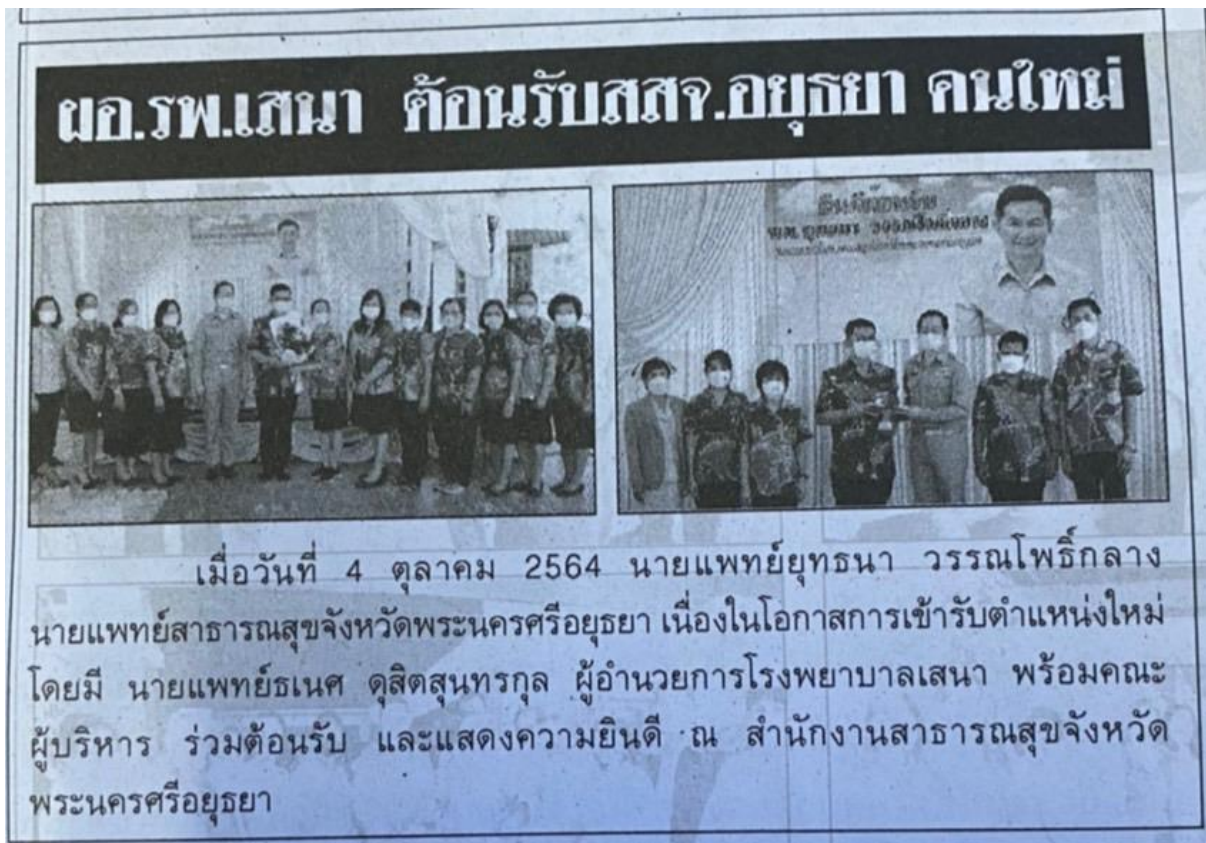 ผอ.รพ.เสนา ต้อนรับสสจ.อยุธยา คนใหม่
เมื่อวันที่ 4 ตุลาคม 2564 นายแพทย์ยุทธนา วรรณโพธิ์กลาง
นายแพทย์สาธารณสุขจังหวัดพระนครศรีอยุธยา เนื่องในโอกาสการเข้ารับตำแหน่งใหม่
โดยมี นายแพทย์ธเนศ ดุสิตสุนทรกุล ผู้อำนวยการโรงพยาบาลเสนา พร้อมคณะ
ผู้บริหาร ร่วมต้อนรับ และแสดงความยินดี ณ สำนักงานสาธารณสุขจังหวัด
พระนครศรีอยุธยา